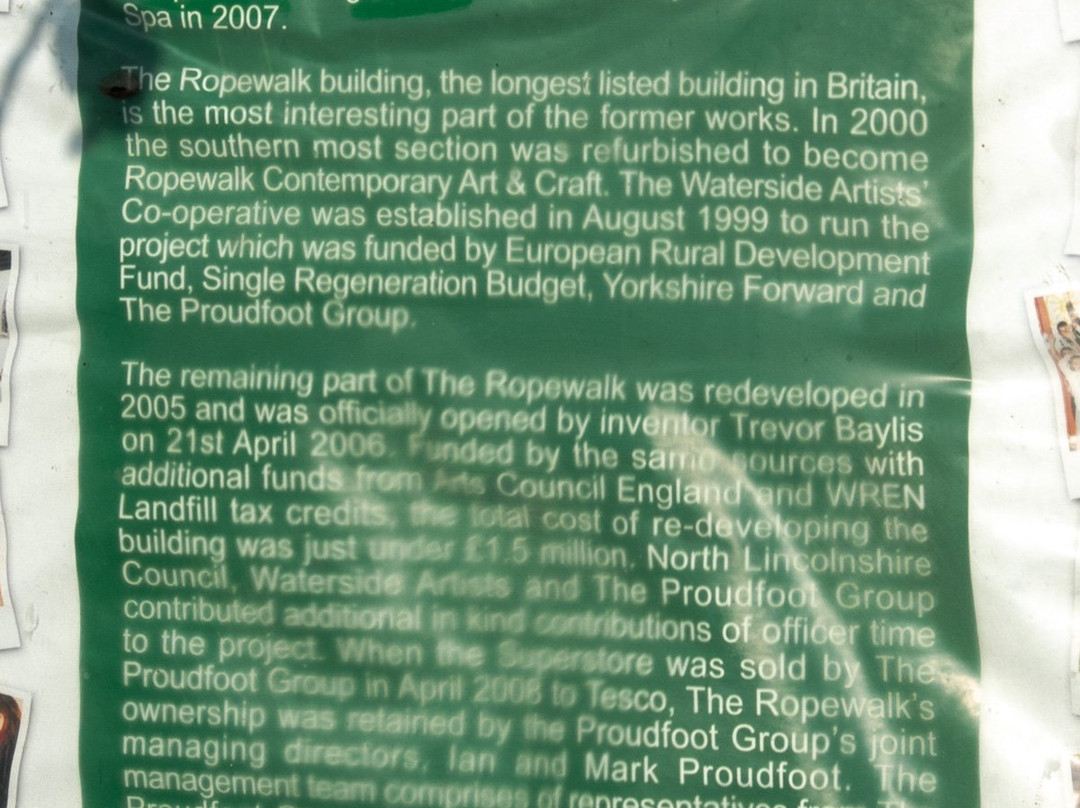 Spa in 2007.
The Ropewalk building, the longest listed building in Britain,
is the most interesting part of the former works. In 2000
the southern most section was refurbished to become
Ropewalk Contemporary Art & Craft. The Waterside Artists'
Co-operative was established in August 1999 to run the
project which was funded by European Rural Development
Fund, Single Regeneration Budget, Yorkshire Forward and
The Proudfoot Group.
The remaining part of The Ropewalk was redeveloped in
2005 and was officially opened by inventor Trevor Baylis
on 21st April 2006. Funded by the same sources with
additional funds from Arts Council England and WREN
Landfill tax credits, the total cost of re-developing the
building was just under £1.5 million. North Lincolnshire
Council, Waterside Artists and The Proudfoot Group
contributed additional in kind contributions of officer time
to the project. When the Superstore was sold by The
Proudfoot Group in April 2008 to Tesco, The Ropewalk's
ownership was retained by the Proudfoot Group's joint
managing directors, Ian and Mark Proudfoot. The
management team comprises of representatives from The